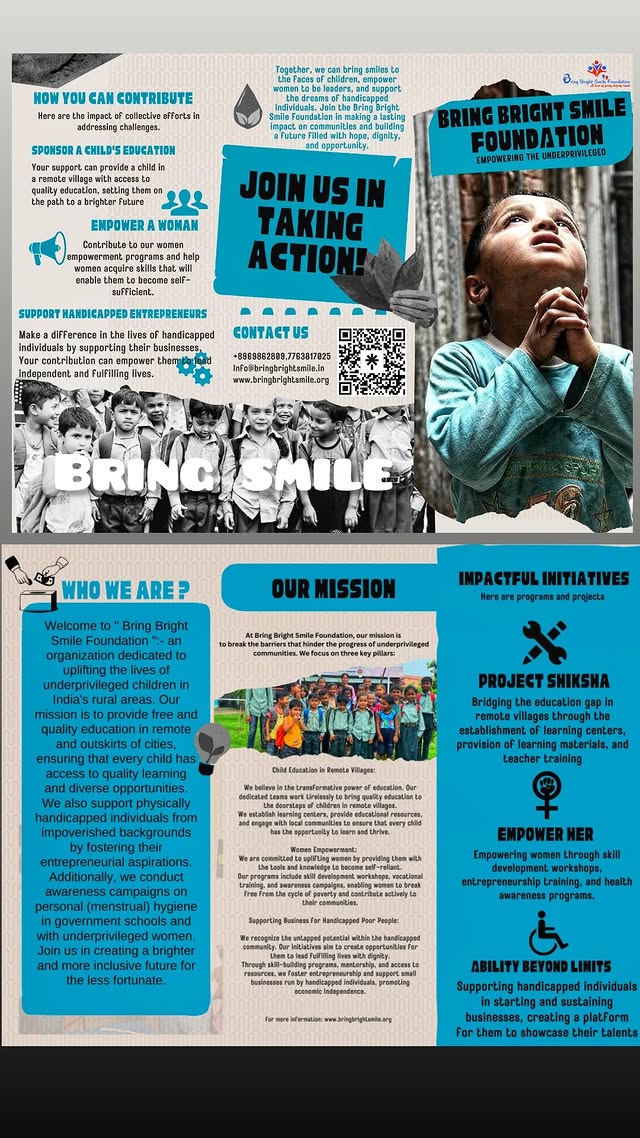 HOW YOU CAN CONTRIBUTE
Here are the impact of collective efforts in
addressing challenges.
SPONSOR A CHILD'S EDUCATION
Your support can provide a child in
a remote village with access to
quality education, setting them on
the path to a brighter future
EMPOWER A WOMAN
Contribute to our women
empowerment programs and help
women acquire skills that will
enable them to become self-
sufficient.
SUPPORT HANDICAPPED ENTREPRENEURS
Make a difference in the lives of handicapped
individuals by supporting their businesses.
Your contribution can empower them to lead
independent and fulfilling lives.
BRING SMILE
Together, we can bring smiles to
the faces of children, empower
women to be leaders, and support
the dreams of handicapped
individuals. Join the Bring Bright
Smile Foundation in making a lasting
impact on communities and building
a future filled with hope, dignity,
and opportunity.
JOIN US IN
TAKING
ACTION!
CONTACT US
+8969862809,7763817025
Info@bringbrightsmile.in
www.bringbrightsmile.org
Bring Bright Smile Foundation
BRING BRIGHT SMILE
FOUNDATION
EMPOWERING THE UNDERPRIVILEGED
WHO WE ARE ?
Welcome to " Bring Bright
Smile Foundation ":- an
organization dedicated to
uplifting the lives of
underprivileged children in
India's rural areas. Our
mission is to provide free and
quality education in remote
and outskirts of cities,
ensuring that every child has
access to quality learning
and diverse opportunities.
We also support physically
handicapped individuals from
impoverished backgrounds
by fostering their
entrepreneurial aspirations.
Additionally, we conduct
awareness campaigns on
personal (menstrual) hygiene
in government schools and
with underprivileged women.
Join us in creating a brighter
and more inclusive future for
the less fortunate.
OUR MISSION
At Bring Bright Smile Foundation, our mission is
to break the barriers that hinder the progress of underprivileged
communities. We focus on three key pillars:
Child Education in Remote Villages:
We believe in the transformative power of education. Our
dedicated teams work tirelessly to bring quality education to
the doorsteps of children in remote villages.
We establish learning centers, provide educational resources,
and engage with local communities to ensure that every child
has the opportunity to learn and thrive.
Women Empowerment:
We are committed to uplifting women by providing them with
the tools and knowledge to become self-reliant.
Our programs include skill development workshops, vocational
training, and awareness campaigns, enabling women to break
free from the cycle of poverty and contribute actively to
their communities.
Supporting Business For Handicapped Poor People:
We recognize the untapped potential within the handicapped
community. Our initiatives aim to create opportunities for
them to lead fulfilling lives with dignity.
Through skill-building programs, mentorship, and access to
resources, we foster entrepreneurship and support small
businesses run by handicapped individuals, promoting
economic independence.
For more information: www.bringbrightsmile.org
IMPACTFUL INITIATIVES
Here are programs and projects
PROJECT SHIKSHA
Bridging the education gap in
remote villages through the
establishment of learning centers,
provision of learning materials, and
teacher training
EMPOWER HER
Empowering women through skill
development workshops,
entrepreneurship training, and health
awareness programs.
ABILITY BEYOND LIMITS
Supporting handicapped individuals
in starting and sustaining
businesses, creating a platform
for them to showcase their talents